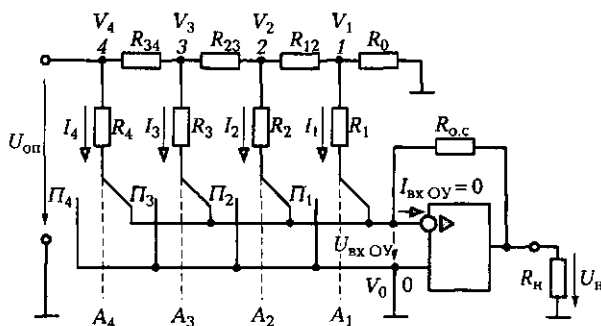 V₄ V₃ V₂ V₁
4 R₃₄ 3 R₂₃ 2 R₁₂ 1 R₀
I₄ R₄ I₃ R₃ I₂ R₂ I₁ R₁
Uоп
Rо.с
П₄ П₃ П₂ П₁
Iвх ОУ = 0
Uвх ОУ
V₀ 0
Rн Uн
A₄ A₃ A₂ A₁